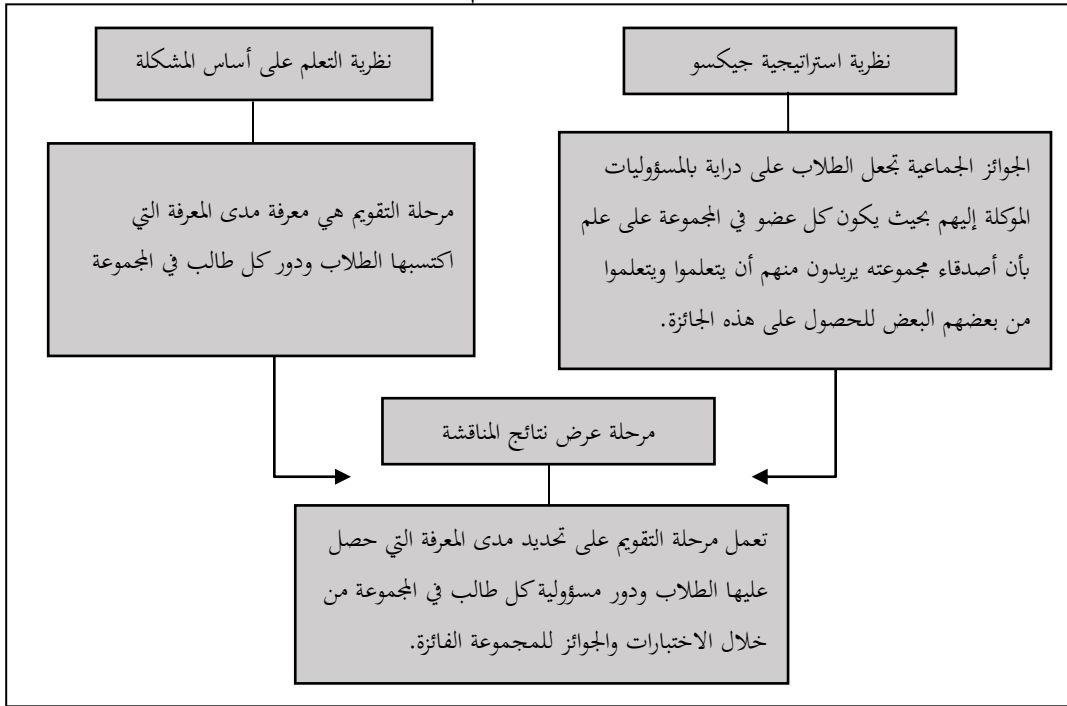 نظرية استراتيجية جيكسو
نظرية التعلم على أساس المشكلة
الجوائز الجماعية تجعل الطلاب على دراية بالمسؤوليات
الموكلة إليهم بحيث يكون كل عضو في المجموعة على علم
بأن أصدقاء مجموعته يريدون منهم أن يتعلموا ويتعلموا
من بعضهم البعض للحصول على هذه الجائزة.
مرحلة التقويم هي معرفة مدى المعرفة التي
اكتسبها الطلاب ودور كل طالب في المجموعة
مرحلة عرض نتائج المناقشة
تعمل مرحلة التقويم على تحديد مدى المعرفة التي حصل
عليها الطلاب ودور مسؤولية كل طالب في المجموعة من
خلال الاختبارات والجوائز للمجموعة الفائزة.